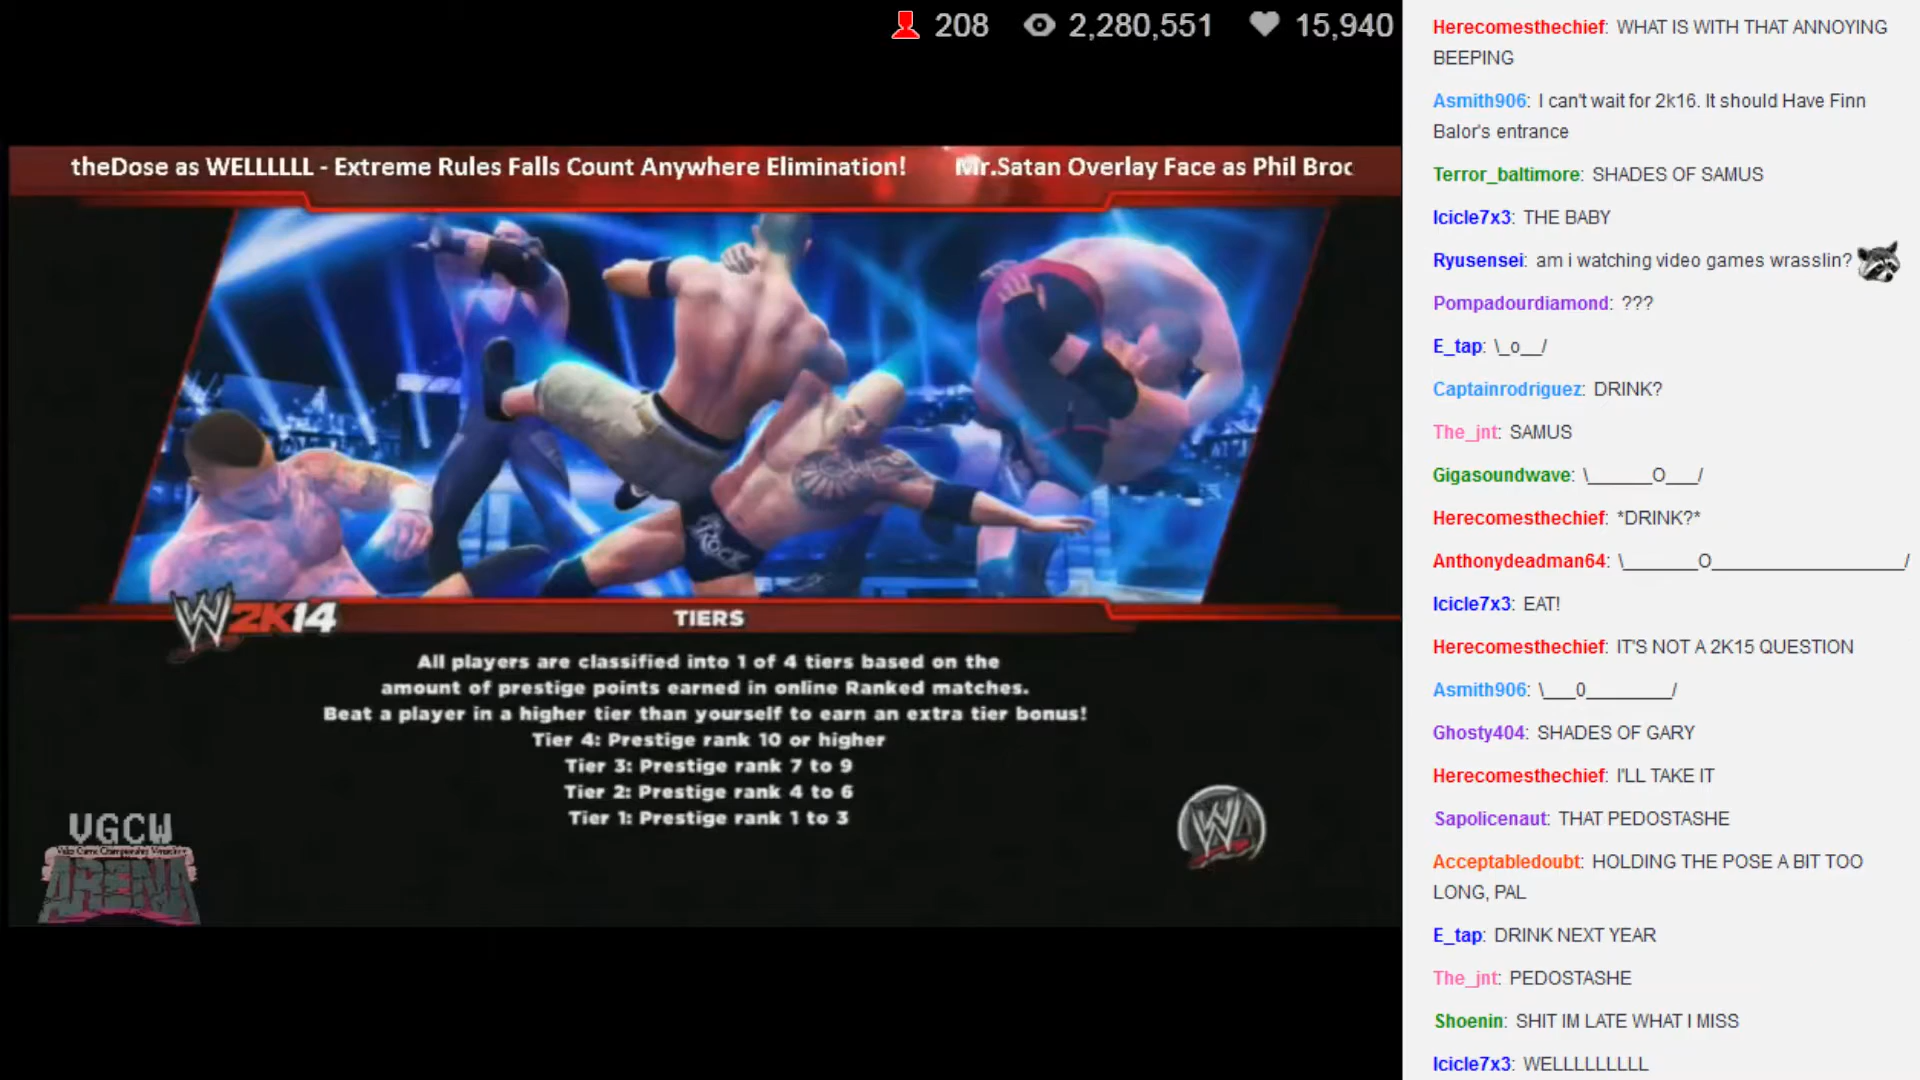 208 2,280,551 15,940
theDose as WELLLLLL - Extreme Rules Falls Count Anywhere Elimination! Mr.Satan Overlay Face as Phil Broc
ROCK
W 2K14
TIERS
All players are classified into 1 of 4 tiers based on the
amount of prestige points earned in online Ranked matches.
Beat a player in a higher tier than yourself to earn an extra tier bonus!
Tier 4: Prestige rank 10 or higher
Tier 3: Prestige rank 7 to 9
Tier 2: Prestige rank 4 to 6
Tier 1: Prestige rank 1 to 3
VGCW
ARENA
W
Herecomesthechief: WHAT IS WITH THAT ANNOYING
BEEPING
Asmith906: I can't wait for 2k16. It should Have Finn
Balor's entrance
Terror_baltimore: SHADES OF SAMUS
Icicle7x3: THE BABY
Ryusensei: am i watching video games wrasslin?
Pompadourdiamond: ???
E_tap: \_o__/
Captainrodriguez: DRINK?
The_jnt: SAMUS
Gigasoundwave: \______O___/
Herecomesthechief: *DRINK?*
Anthonydeadman64: \_______O__________________/
Icicle7x3: EAT!
Herecomesthechief: IT'S NOT A 2K15 QUESTION
Asmith906: \___0________/
Ghosty404: SHADES OF GARY
Herecomesthechief: I'LL TAKE IT
Sapolicenaut: THAT PEDOSTASHE
Acceptabledoubt: HOLDING THE POSE A BIT TOO
LONG, PAL
E_tap: DRINK NEXT YEAR
The_jnt: PEDOSTASHE
Shoenin: SHIT IM LATE WHAT I MISS
Icicle7x3: WELLLLLLLLL